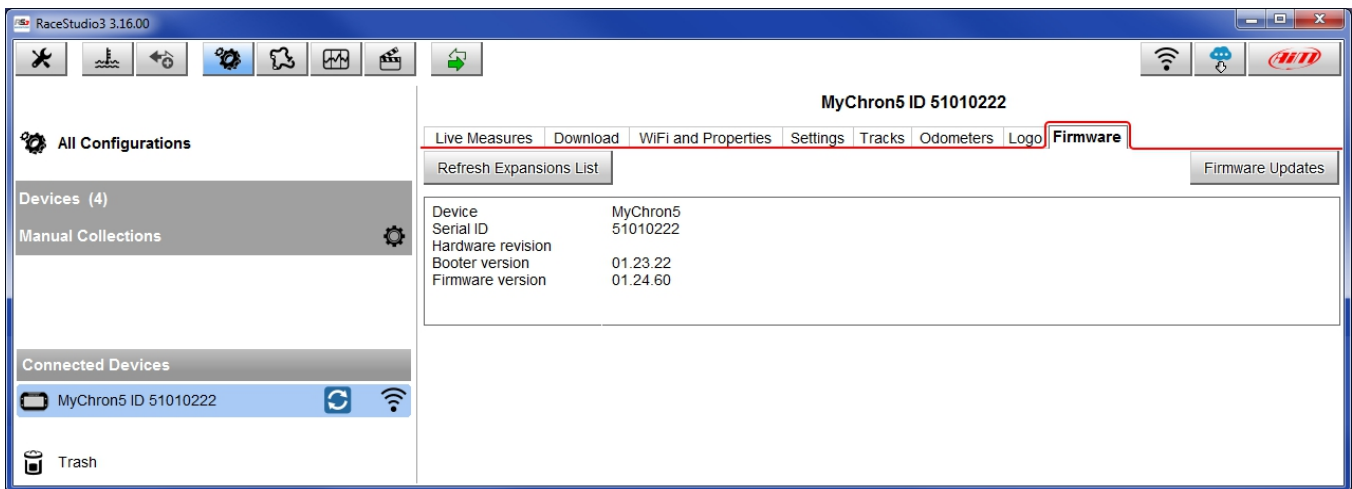 RaceStudio3 3.16.00
AiM
MyChron5 ID 51010222
All Configurations
Live Measures Download WiFi and Properties Settings Tracks Odometers Logo Firmware
Refresh Expansions List Firmware Updates
Devices (4)
Manual Collections
Device MyChron5
Serial ID 51010222
Hardware revision
Booter version 01.23.22
Firmware version 01.24.60
Connected Devices
MyChron5 ID 51010222
Trash